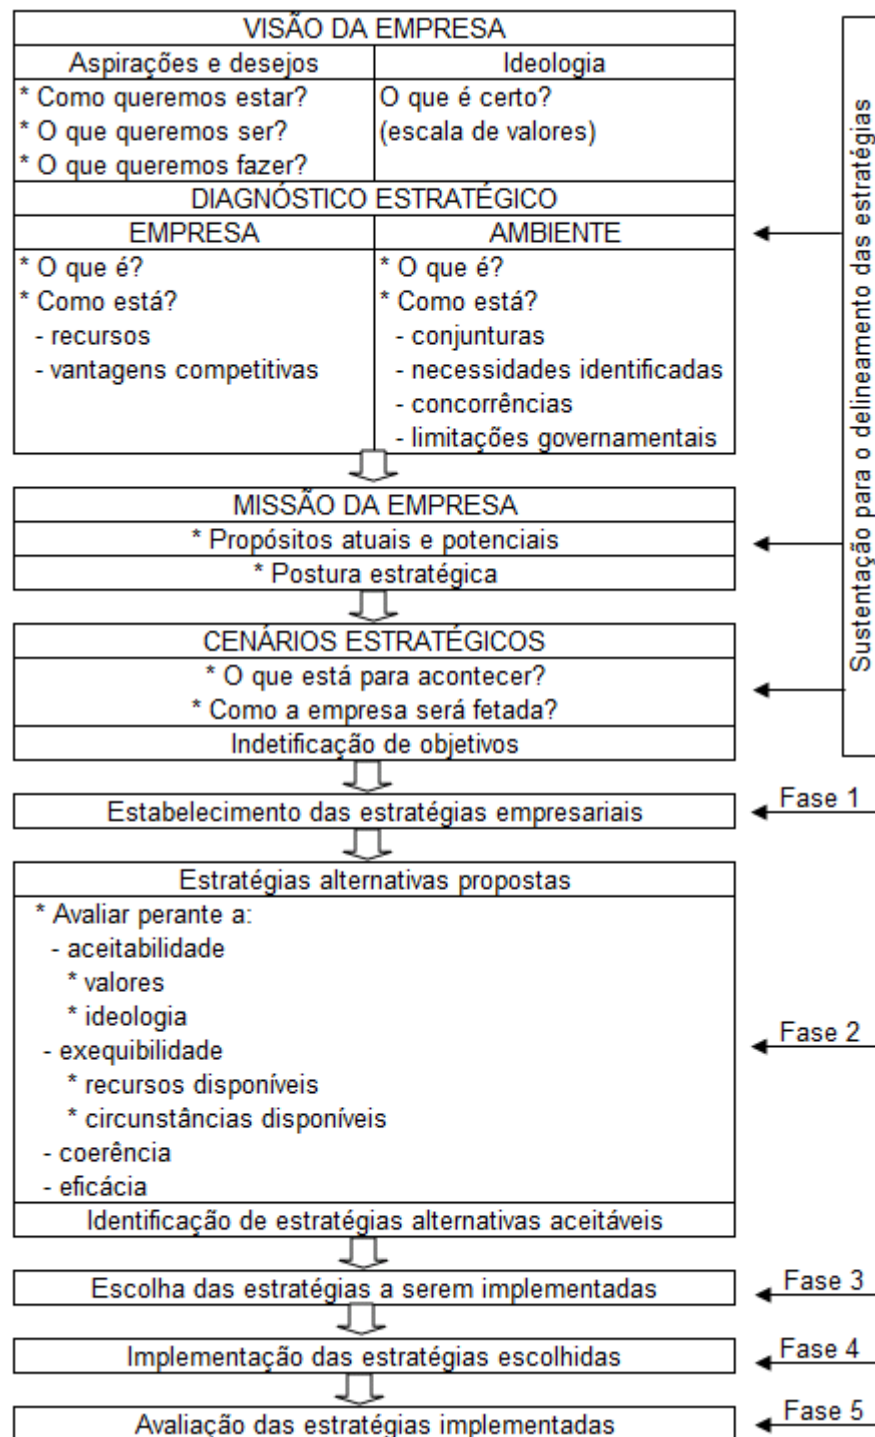 VISÃO DA EMPRESA
Aspirações e desejos
Ideologia
* Como queremos estar?
* O que queremos ser?
* O que queremos fazer?
O que é certo?
(escala de valores)
DIAGNÓSTICO ESTRATÉGICO
EMPRESA
AMBIENTE
* O que é?
* Como está?
- recursos
- vantagens competitivas
* O que é?
* Como está?
- conjunturas
- necessidades identificadas
- concorrências
- limitações governamentais
MISSÃO DA EMPRESA
* Propósitos atuais e potenciais
* Postura estratégica
CENÁRIOS ESTRATÉGICOS
* O que está para acontecer?
* Como a empresa será fetada?
Indetificação de objetivos
Sustentação para o delineamento das estratégias
Estabelecimento das estratégias empresariais
Fase 1
Estratégias alternativas propostas
* Avaliar perante a:
- aceitabilidade
* valores
* ideologia
- exequibilidade
* recursos disponíveis
* circunstâncias disponíveis
- coerência
- eficácia
Identificação de estratégias alternativas aceitáveis
Fase 2
Escolha das estratégias a serem implementadas
Fase 3
Implementação das estratégias escolhidas
Fase 4
Avaliação das estratégias implementadas
Fase 5